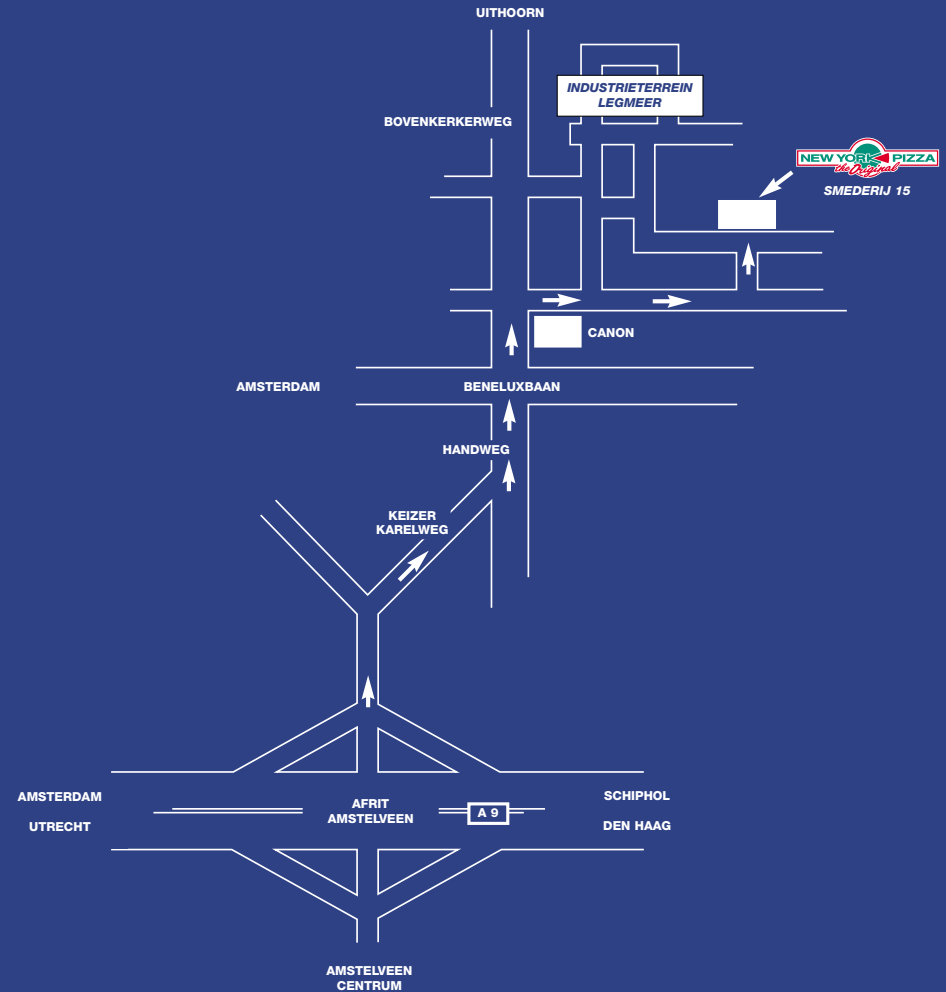 UITHOORN
INDUSTRIETERREIN
LEGMEER
BOVENKERKERWEG
NEW YORK PIZZA
the Original
SMEDERIJ 15
CANON
AMSTERDAM
BENELUXBAAN
HANDWEG
KEIZER
KARELWEG
AMSTERDAM
UTRECHT
AFRIT
AMSTELVEEN
A 9
SCHIPHOL
DEN HAAG
AMSTELVEEN
CENTRUM